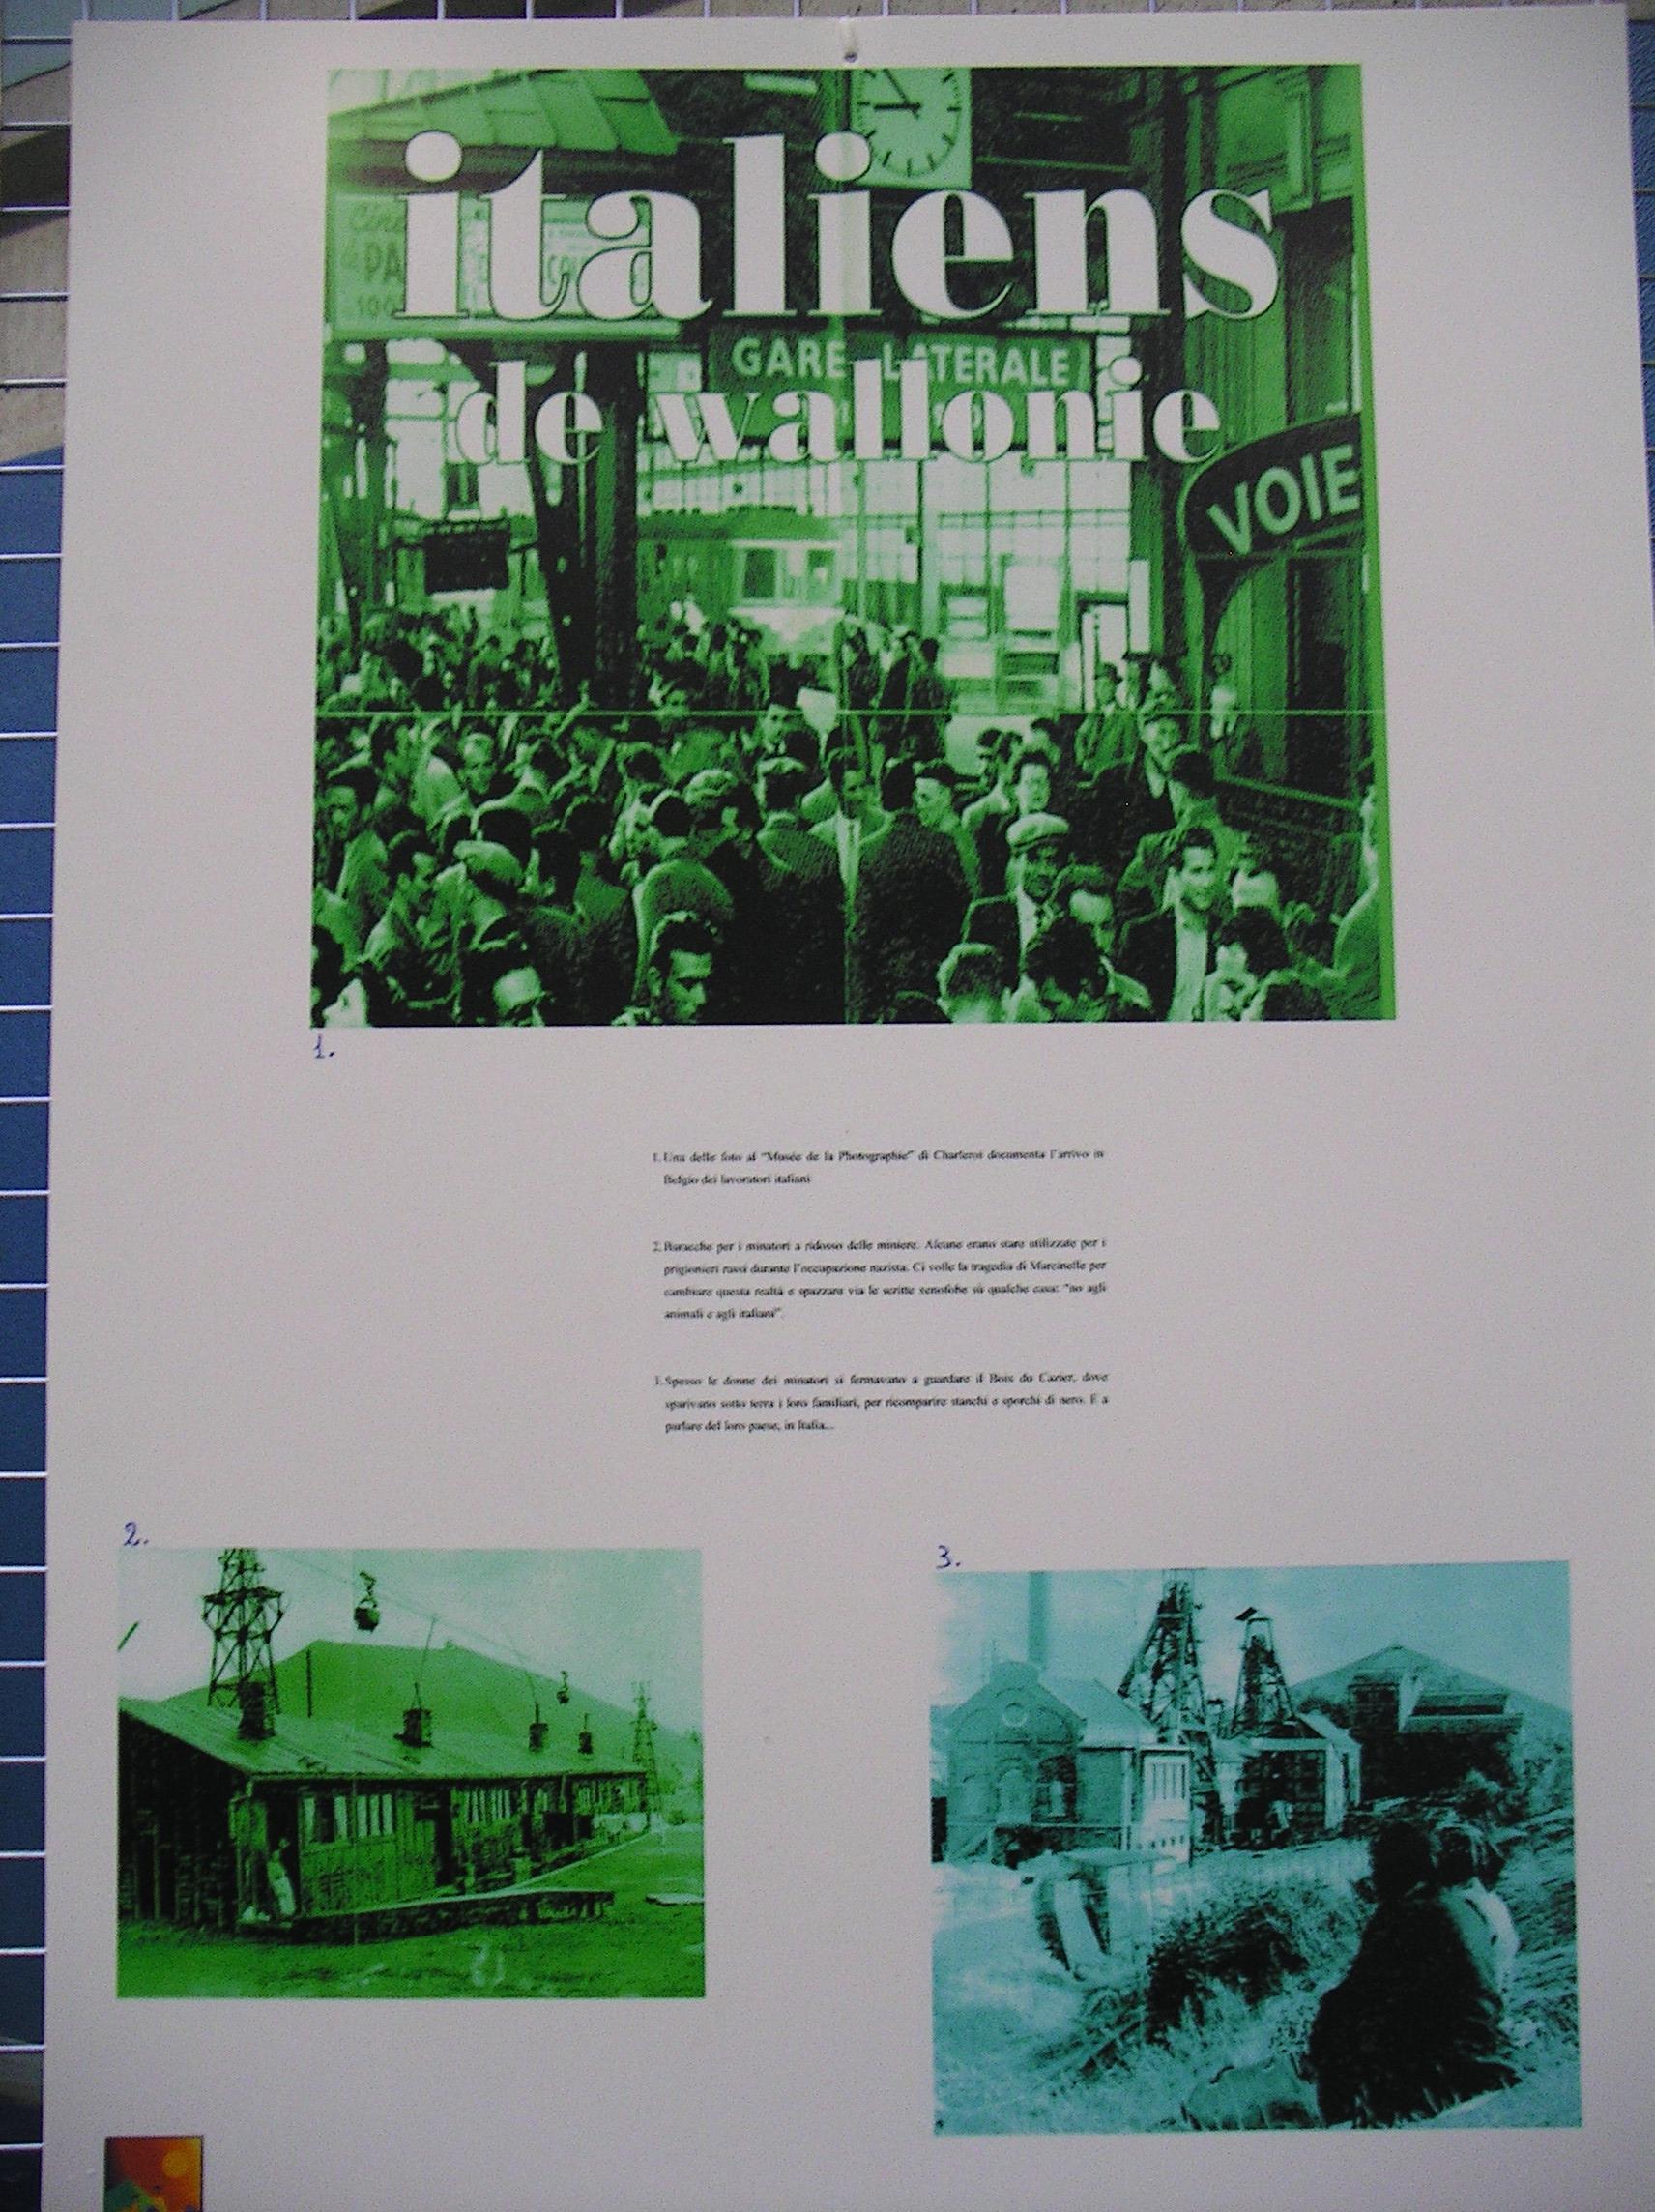 italiens
GARE LATERALE
de wallonie
VOIE
1.
1. Una delle foto al "Musée de la Photographie" di Charleroi documenta l'arrivo in
Belgio dei lavoratori italiani
2. Baracche per i minatori a ridosso delle miniere. Alcune erano state utilizzate per i
prigionieri russi durante l'occupazione nazista. Ci volle la tragedia di Marcinelle per
cambiare questa realtà e spazzare via le scritte xenofobe sù qualche casa: "no agli
animali e agli italiani".
3. Spesso le donne dei minatori si fermavano a guardare il Bois du Cazier, dove
sparivano sotto terra i loro familiari, per ricomparire stanchi e sporchi di nero. E a
parlare del loro paese, in Italia...
2.
3.